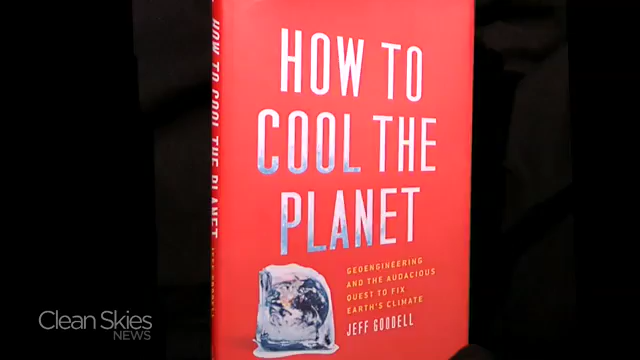 HOW TO COOL THE PLANET
HOW TO
COOL THE
PLANET
GEOENGINEERING
AND THE AUDACIOUS
QUEST TO FIX
EARTH'S CLIMATE
JEFF GOODELL
Clean Skies
NEWS